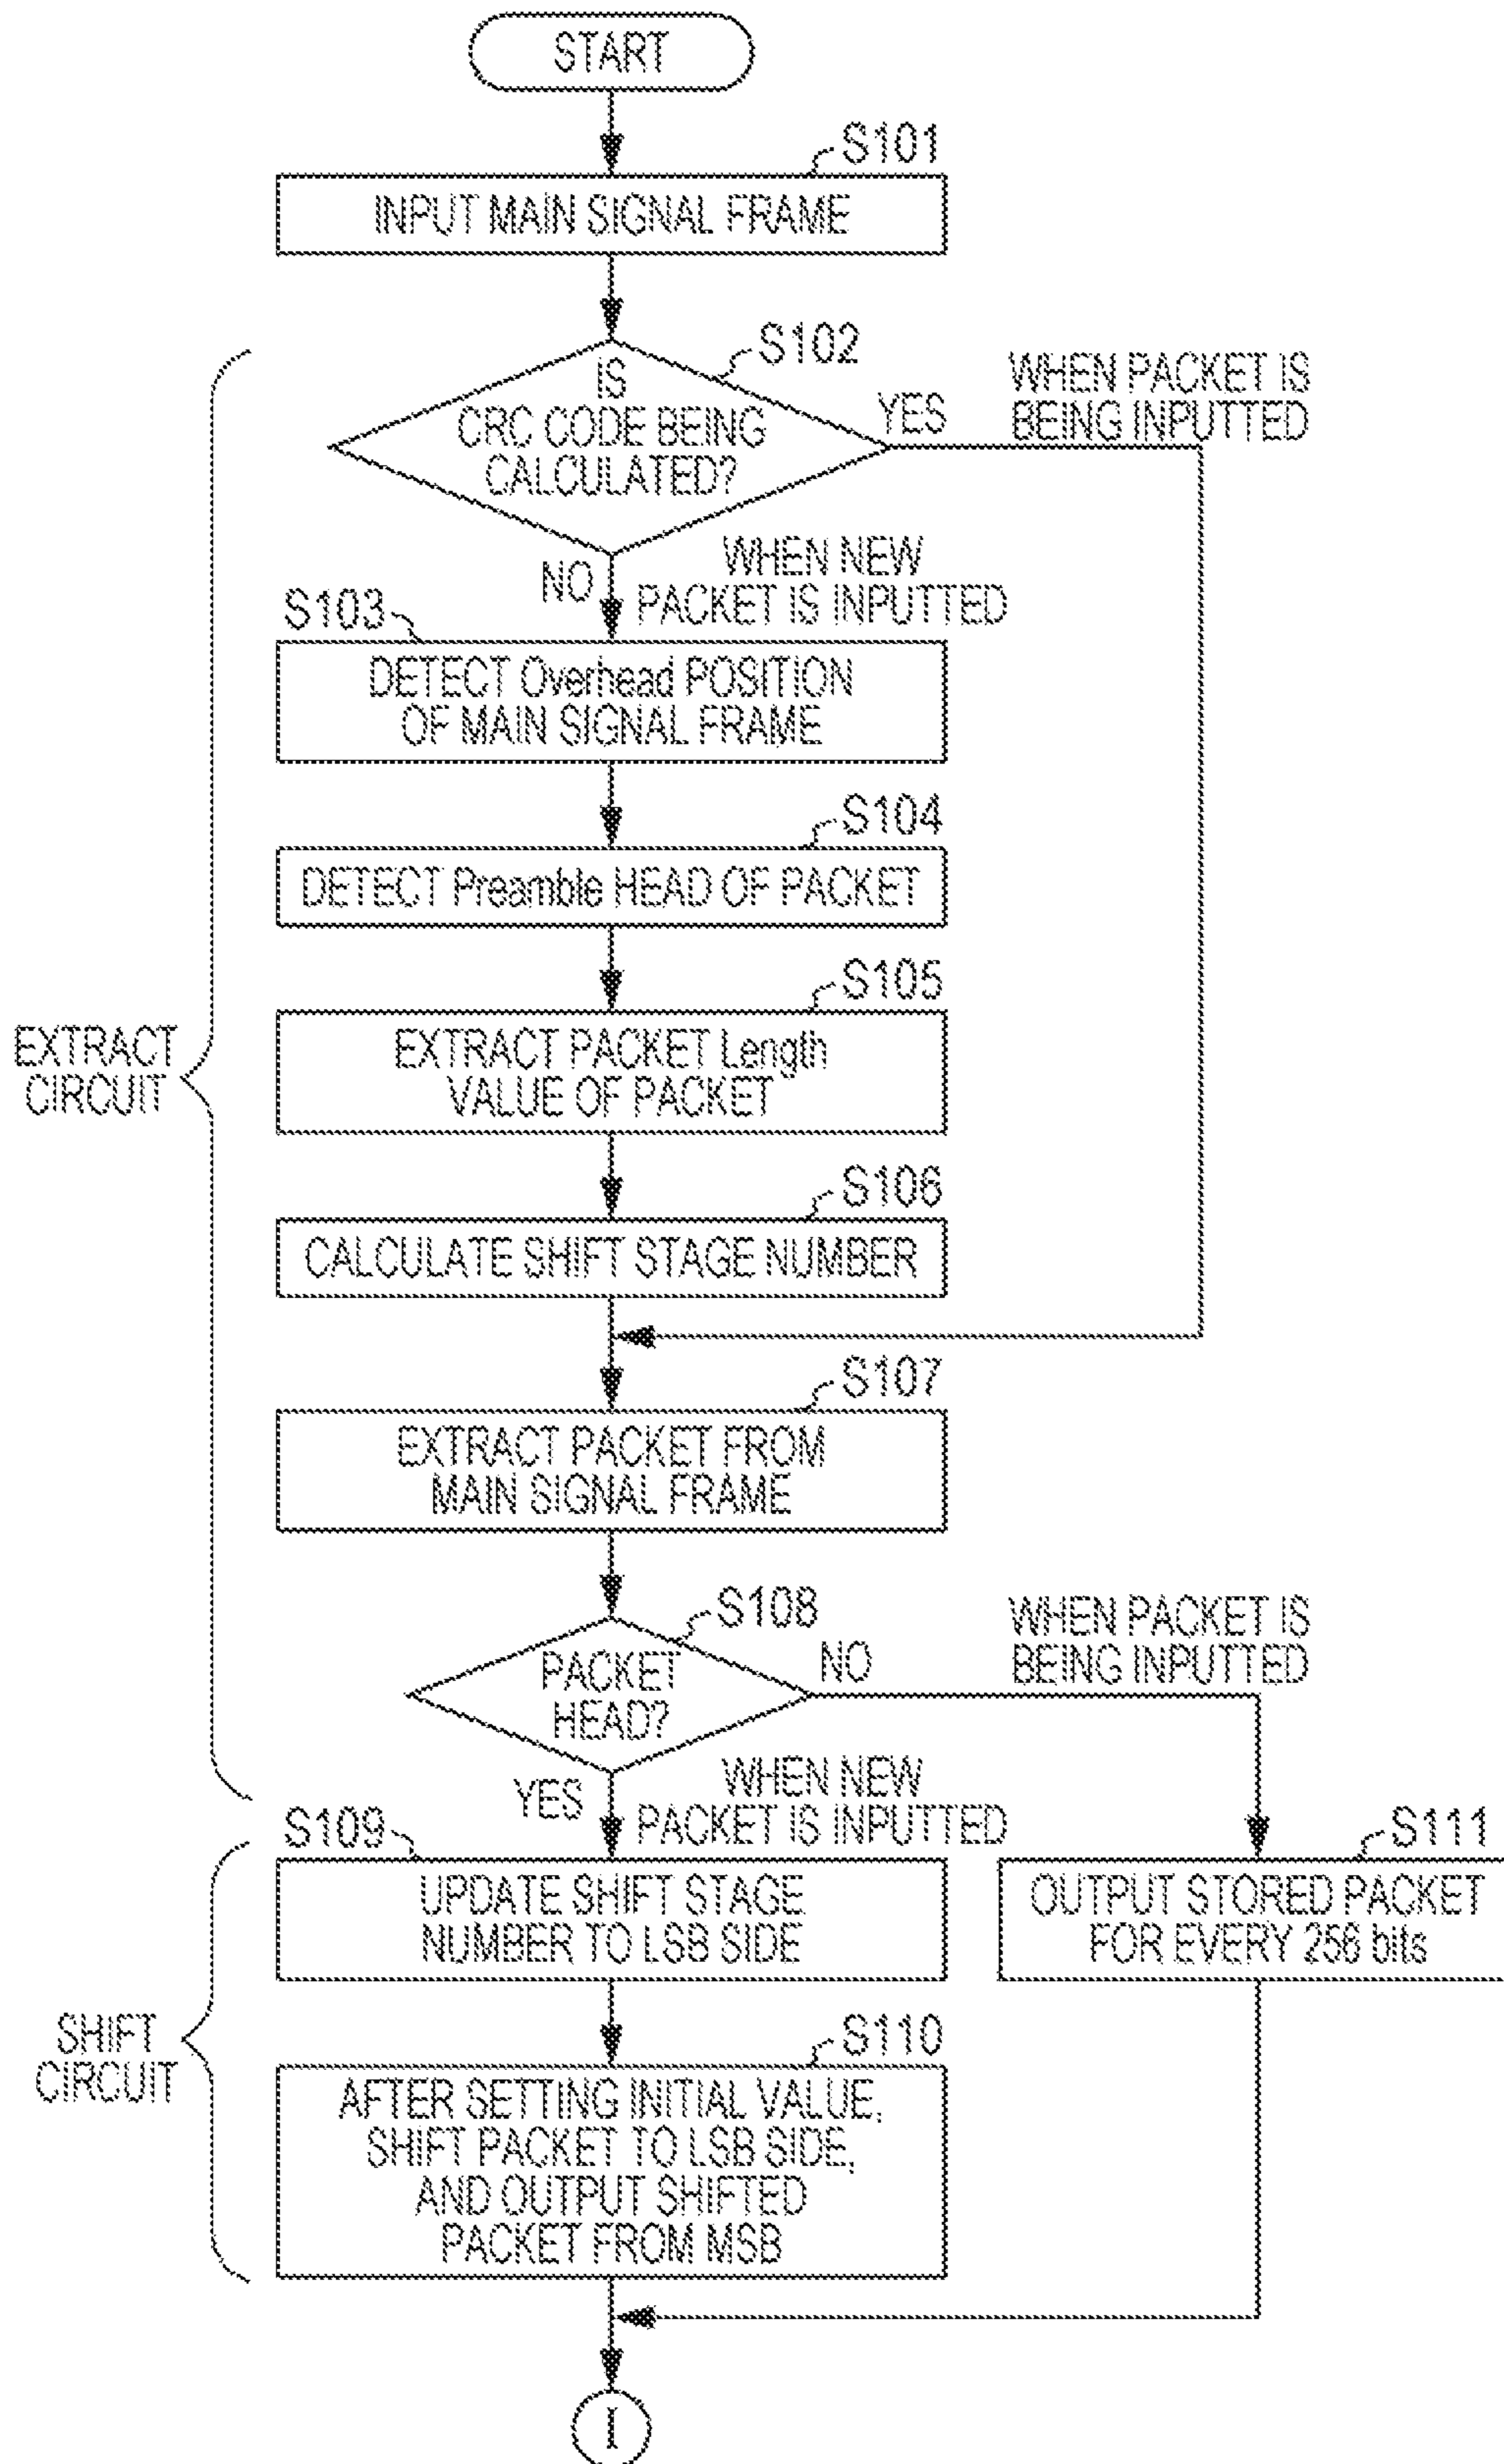 START
S101
INPUT MAIN SIGNAL FRAME
S102
IS
CRC CODE BEING
CALCULATED?
YES
WHEN PACKET IS
BEING INPUTTED
NO
WHEN NEW
PACKET IS INPUTTED
S103
DETECT Overhead POSITION
OF MAIN SIGNAL FRAME
S104
DETECT Preamble HEAD OF PACKET
S105
EXTRACT PACKET Length
VALUE OF PACKET
EXTRACT
CIRCUIT
S106
CALCULATE SHIFT STAGE NUMBER
S107
EXTRACT PACKET FROM
MAIN SIGNAL FRAME
S108
PACKET
HEAD?
NO
WHEN PACKET IS
BEING INPUTTED
YES
WHEN NEW
PACKET IS INPUTTED
S109
UPDATE SHIFT STAGE
NUMBER TO LSB SIDE
S111
OUTPUT STORED PACKET
FOR EVERY 256 bits
SHIFT
CIRCUIT
S110
AFTER SETTING INITIAL VALUE,
SHIFT PACKET TO LSB SIDE,
AND OUTPUT SHIFTED
PACKET FROM MSB
I